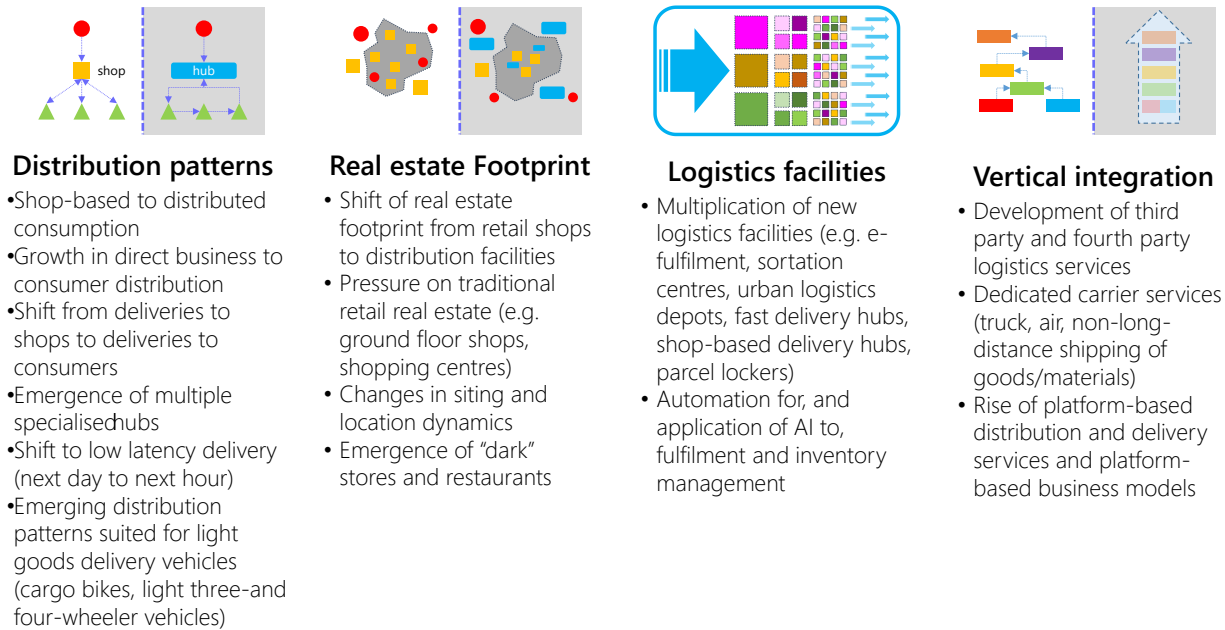 shop
hub
Distribution patterns
•Shop-based to distributed
consumption
•Growth in direct business to
consumer distribution
•Shift from deliveries to
shops to deliveries to
consumers
•Emergence of multiple
specialisedhubs
•Shift to low latency delivery
(next day to next hour)
•Emerging distribution
patterns suited for light
goods delivery vehicles
(cargo bikes, light three-and
four-wheeler vehicles)
Real estate Footprint
• Shift of real estate
footprint from retail shops
to distribution facilities
• Pressure on traditional
retail real estate (e.g.
ground floor shops,
shopping centres)
• Changes in siting and
location dynamics
• Emergence of “dark”
stores and restaurants
Logistics facilities
• Multiplication of new
logistics facilities (e.g. e-
fulfilment, sortation
centres, urban logistics
depots, fast delivery hubs,
shop-based delivery hubs,
parcel lockers)
• Automation for, and
application of AI to,
fulfilment and inventory
management
Vertical integration
• Development of third
party and fourth party
logistics services
• Dedicated carrier services
(truck, air, non-long-
distance shipping of
goods/materials)
• Rise of platform-based
distribution and delivery
services and platform-
based business models